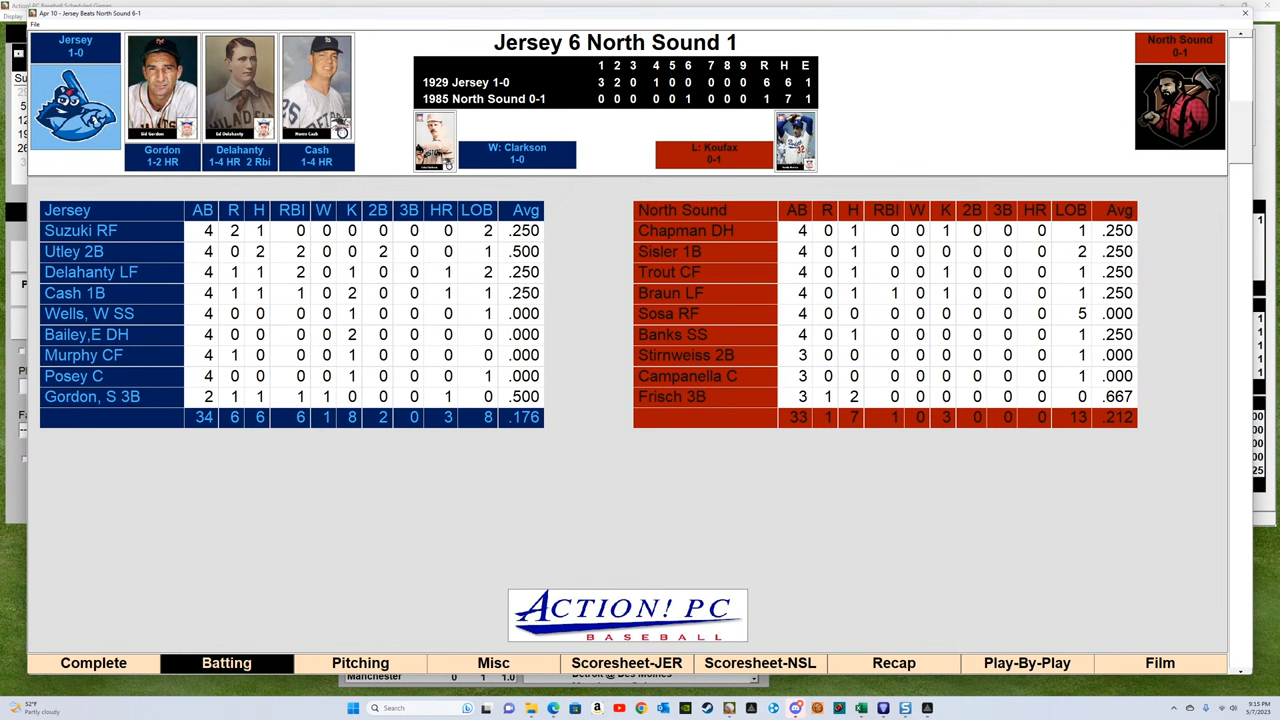 Action! PC Baseball Scheduled Games
Apr 10 - Jersey Beats North Sound 6-1
File
Jersey
1-0
Sid Gordon
Ed Delahanty
Norm Cash
Gordon
1-2 HR
Delahanty
1-4 HR 2 Rbi
Cash
1-4 HR
Jersey 6 North Sound 1
1 2 3 4 5 6 7 8 9 R H E
1929 Jersey 1-0 3 2 0 1 0 0 0 0 0 6 6 1
1985 North Sound 0-1 0 0 0 0 0 1 0 0 0 1 7 1
W: Clarkson
1-0
L: Koufax
0-1
North Sound
0-1
Jersey AB R H RBI W K 2B 3B HR LOB Avg
Suzuki RF 4 2 1 0 0 0 0 0 0 2 .250
Utley 2B 4 0 2 2 0 0 2 0 0 1 .500
Delahanty LF 4 1 1 2 0 1 0 0 1 2 .250
Cash 1B 4 1 1 1 0 2 0 0 1 1 .250
Wells, W SS 4 0 0 0 0 1 0 0 0 1 .000
Bailey,E DH 4 0 0 0 0 2 0 0 0 0 .000
Murphy CF 4 1 0 0 0 1 0 0 0 0 .000
Posey C 4 0 0 0 0 1 0 0 0 1 .000
Gordon, S 3B 2 1 1 1 1 0 0 0 1 0 .500
34 6 6 6 1 8 2 0 3 8 .176
North Sound AB R H RBI W K 2B 3B HR LOB Avg
Chapman DH 4 0 1 0 0 1 0 0 0 1 .250
Sisler 1B 4 0 1 0 0 0 0 0 0 2 .250
Trout CF 4 0 1 0 0 1 0 0 0 1 .250
Braun LF 4 0 1 1 0 1 0 0 0 1 .250
Sosa RF 4 0 0 0 0 0 0 0 0 5 .000
Banks SS 4 0 1 0 0 0 0 0 0 1 .250
Stirnweiss 2B 3 0 0 0 0 0 0 0 0 1 .000
Campanella C 3 0 0 0 0 0 0 0 0 1 .000
Frisch 3B 3 1 2 0 0 0 0 0 0 0 .667
33 1 7 1 0 3 0 0 0 13 .212
ACTION! PC
BASEBALL
Complete Batting Pitching Misc Scoresheet-JER Scoresheet-NSL Recap Play-By-Play Film
Manchester 0 1 1.0 Detroit @ Des Moines
52°F
Partly cloudy
Search
9:15 PM
5/7/2023